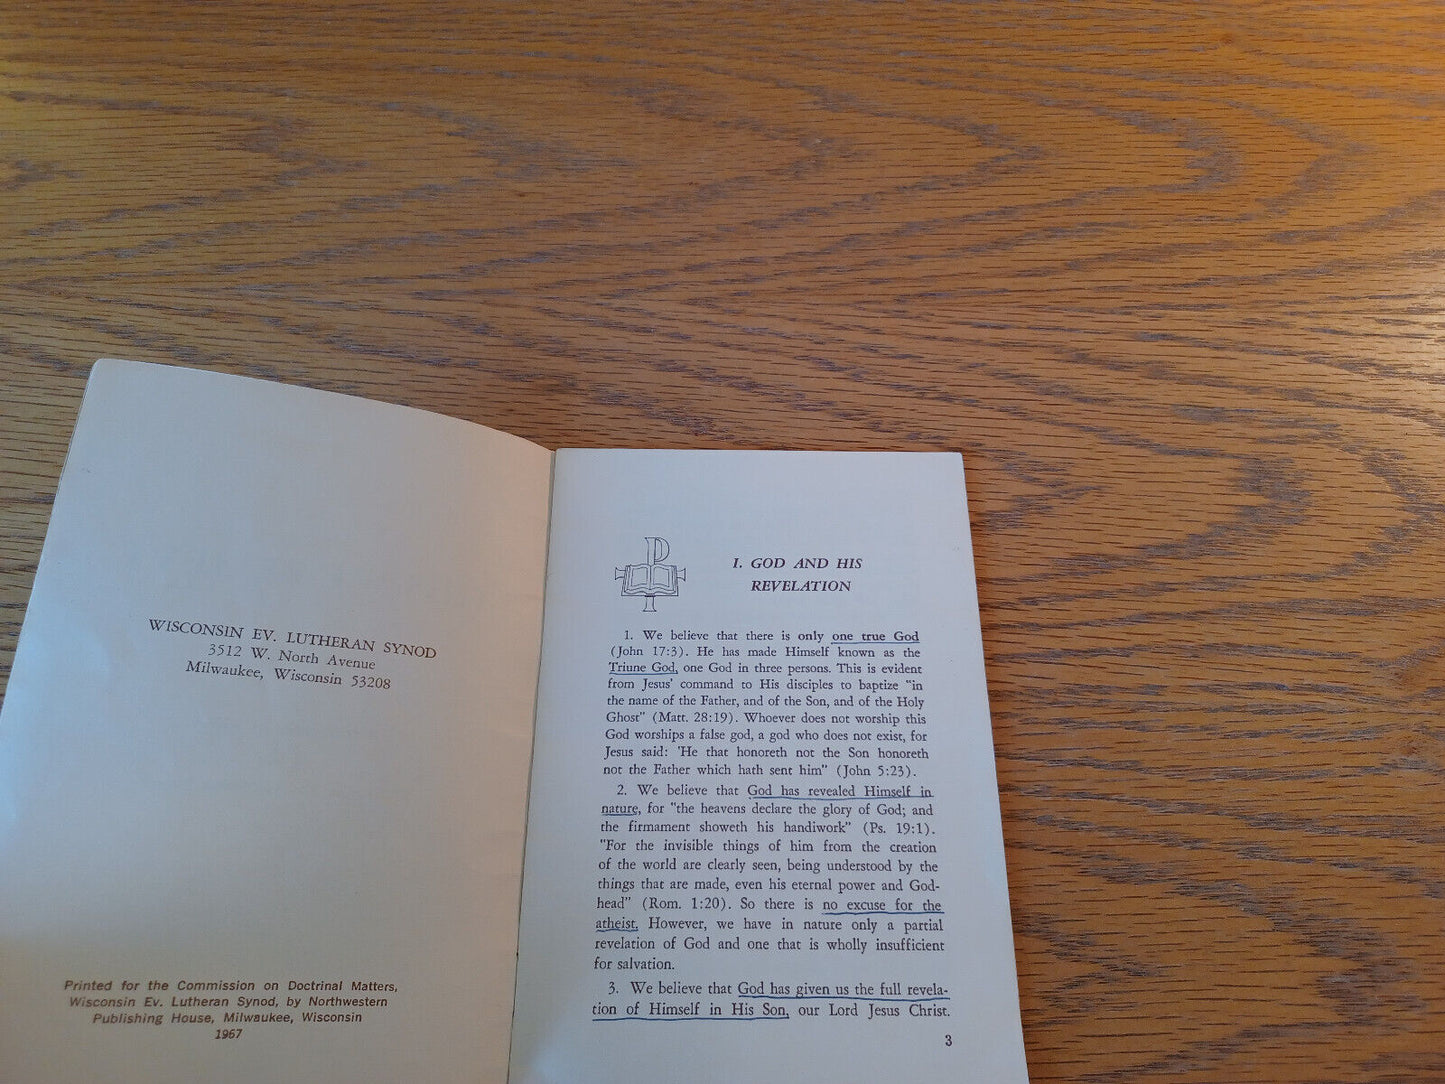 WISCONSIN EV. LUTHERAN SYNOD
3512 W. North Avenue
Milwaukee, Wisconsin 53208
Printed for the Commission on Doctrinal Matters,
Wisconsin Ev. Lutheran Synod, by Northwestern
Publishing House, Milwaukee, Wisconsin
1967
I. GOD AND HIS
REVELATION
1. We believe that there is only one true God
(John 17:3). He has made Himself known as the
Triune God, one God in three persons. This is evident
from Jesus' command to His disciples to baptize "in
the name of the Father, and of the Son, and of the Holy
Ghost" (Matt. 28:19). Whoever does not worship this
God worships a false god, a god who does not exist, for
Jesus said: 'He that honoreth not the Son honoreth
not the Father which hath sent him" (John 5:23).
2. We believe that God has revealed Himself in
nature, for "the heavens declare the glory of God; and
the firmament showeth his handiwork" (Ps. 19:1).
"For the invisible things of him from the creation
of the world are clearly seen, being understood by the
things that are made, even his eternal power and God-
head" (Rom. 1:20). So there is no excuse for the
atheist. However, we have in nature only a partial
revelation of God and one that is wholly insufficient
for salvation.
3. We believe that God has given us the full revela-
tion of Himself in His Son, our Lord Jesus Christ.
3